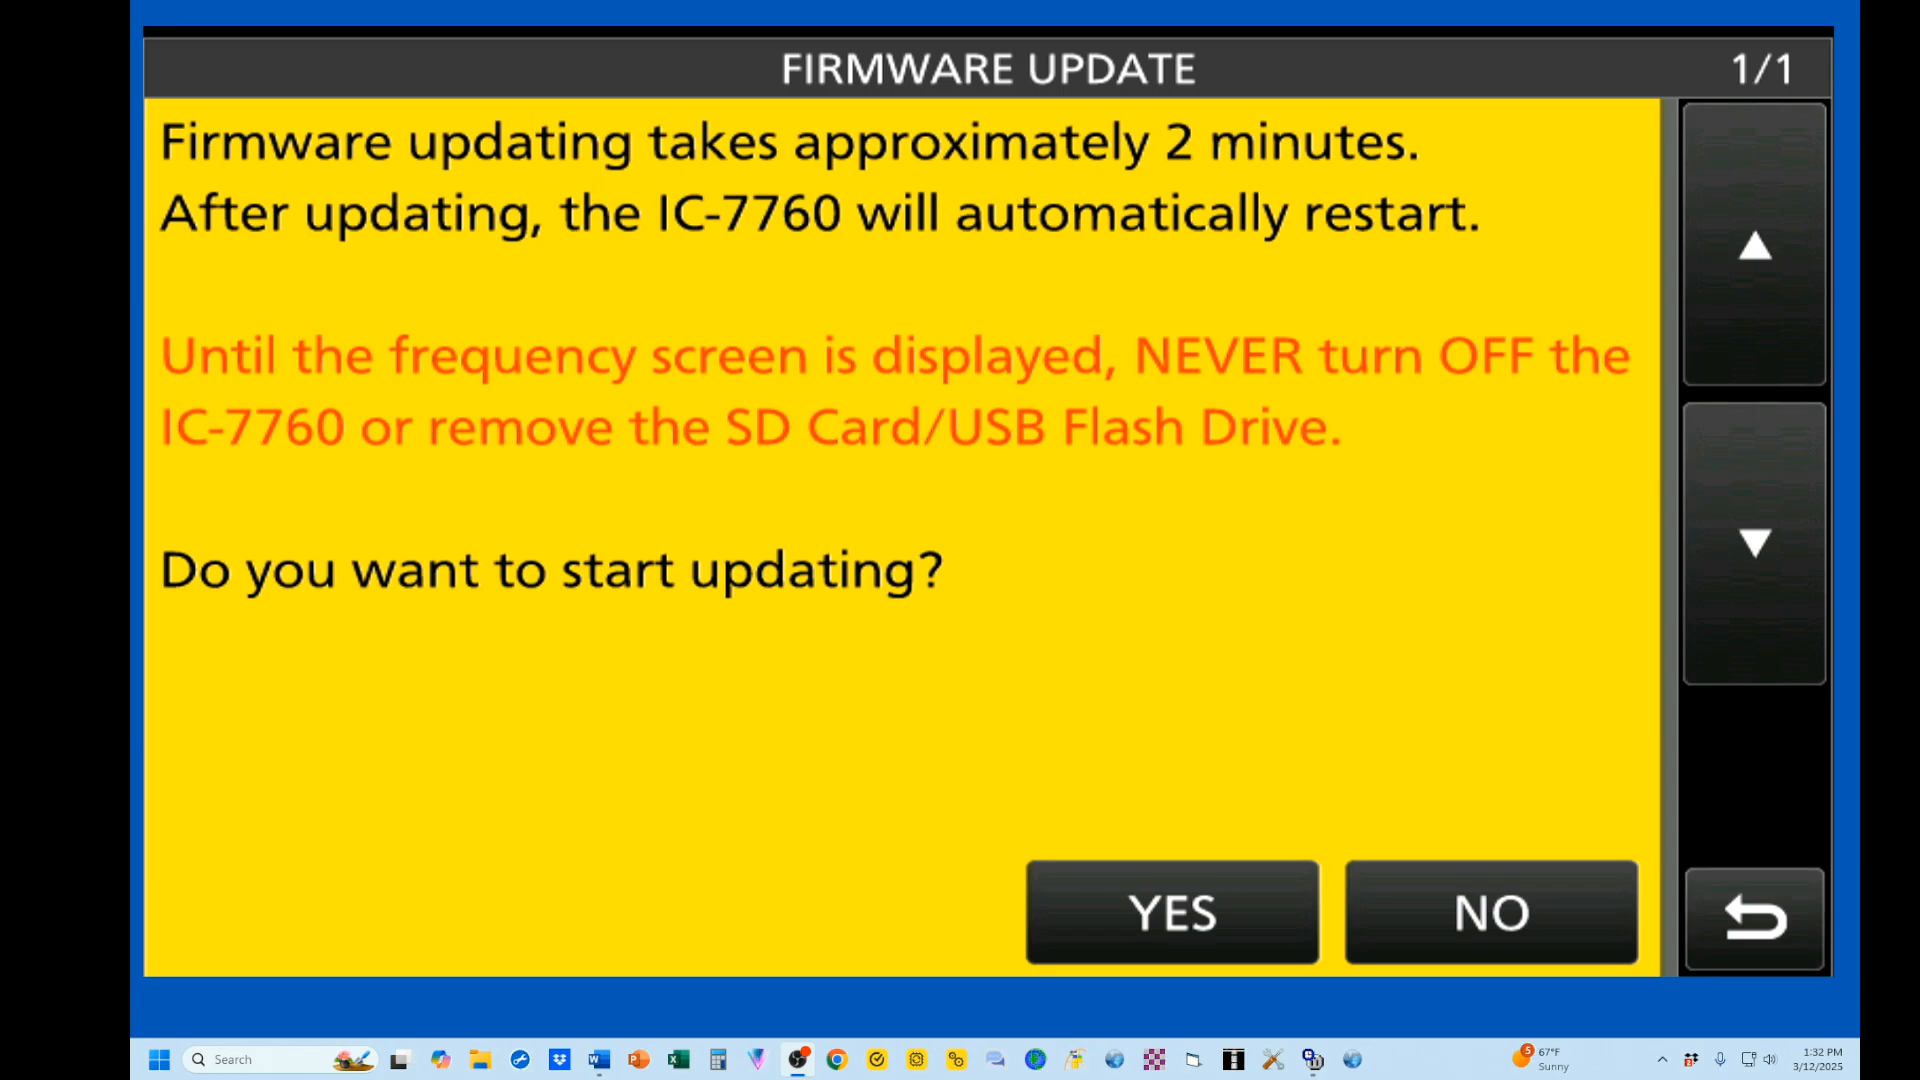 FIRMWARE UPDATE 1/1
Firmware updating takes approximately 2 minutes.
After updating, the IC-7760 will automatically restart.
Until the frequency screen is displayed, NEVER turn OFF the
IC-7760 or remove the SD Card/USB Flash Drive.
Do you want to start updating?
YES NO
Search
5 67°F
Sunny
1:32 PM
3/12/2025